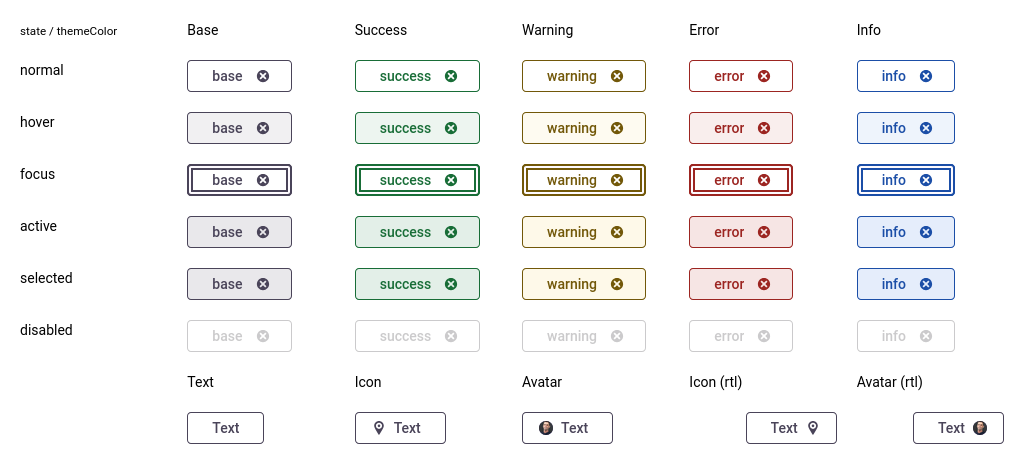 state / themeColor Base Success Warning Error Info
normal base success warning error info
hover base success warning error info
focus base success warning error info
active base success warning error info
selected base success warning error info
disabled base success warning error info
Text Icon Avatar Icon (rtl) Avatar (rtl)
Text Text Text Text Text